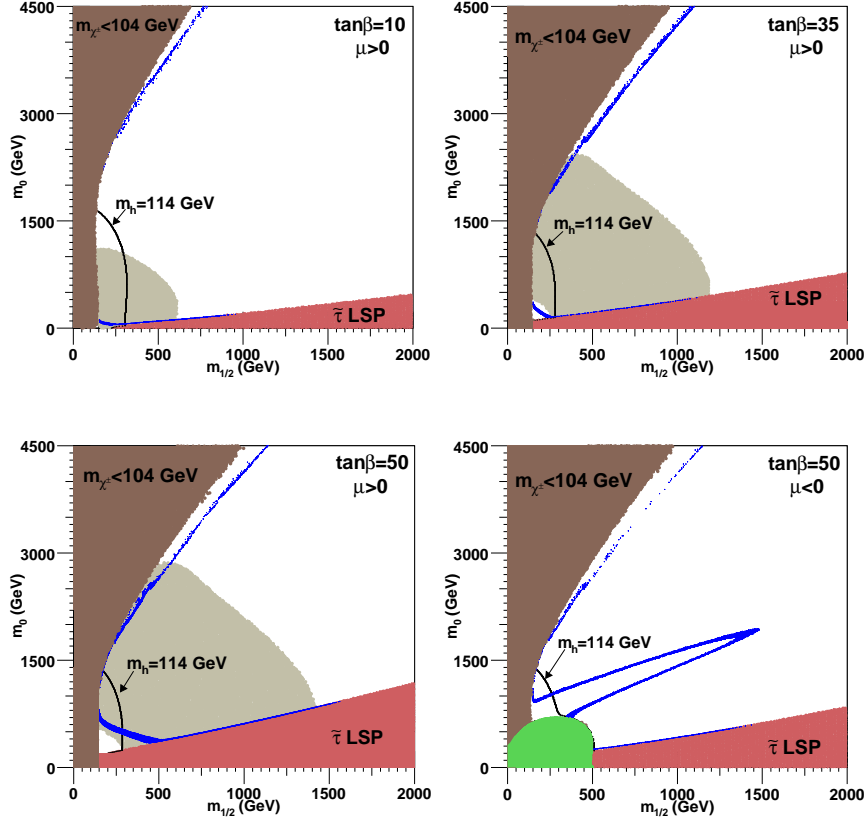 4500
3000
1500
0
m₀ (GeV)
m_χ±<104 GeV
tanβ=10
μ>0
m_h=114 GeV
τ̃ LSP
0 500 1000 1500 2000
m_1/2 (GeV)
4500
3000
1500
0
m₀ (GeV)
m_χ±<104 GeV
tanβ=35
μ>0
m_h=114 GeV
τ̃ LSP
0 500 1000 1500 2000
m_1/2 (GeV)
4500
3000
1500
0
m₀ (GeV)
m_χ±<104 GeV
tanβ=50
μ>0
m_h=114 GeV
τ̃ LSP
0 500 1000 1500 2000
m_1/2 (GeV)
4500
3000
1500
0
m₀ (GeV)
m_χ±<104 GeV
tanβ=50
μ<0
m_h=114 GeV
τ̃ LSP
0 500 1000 1500 2000
m_1/2 (GeV)